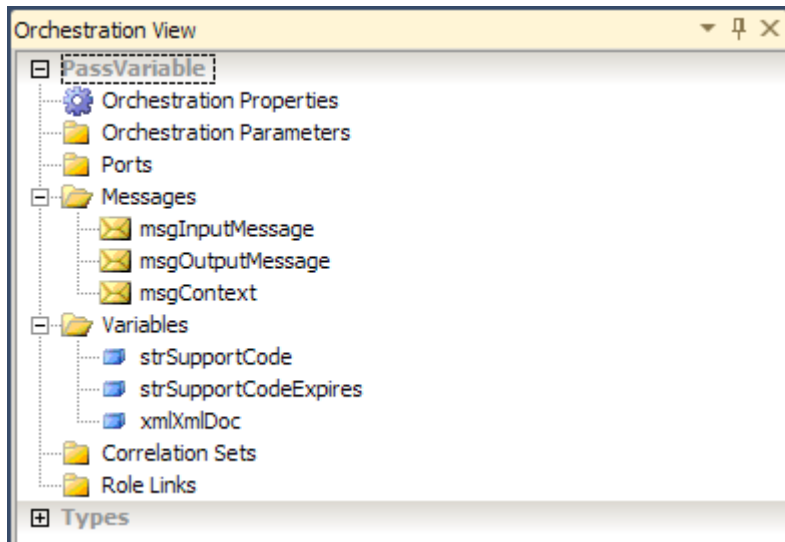 Orchestration View
PassVariable
Orchestration Properties
Orchestration Parameters
Ports
Messages
msgInputMessage
msgOutputMessage
msgContext
Variables
strSupportCode
strSupportCodeExpires
xmlXmlDoc
Correlation Sets
Role Links
Types